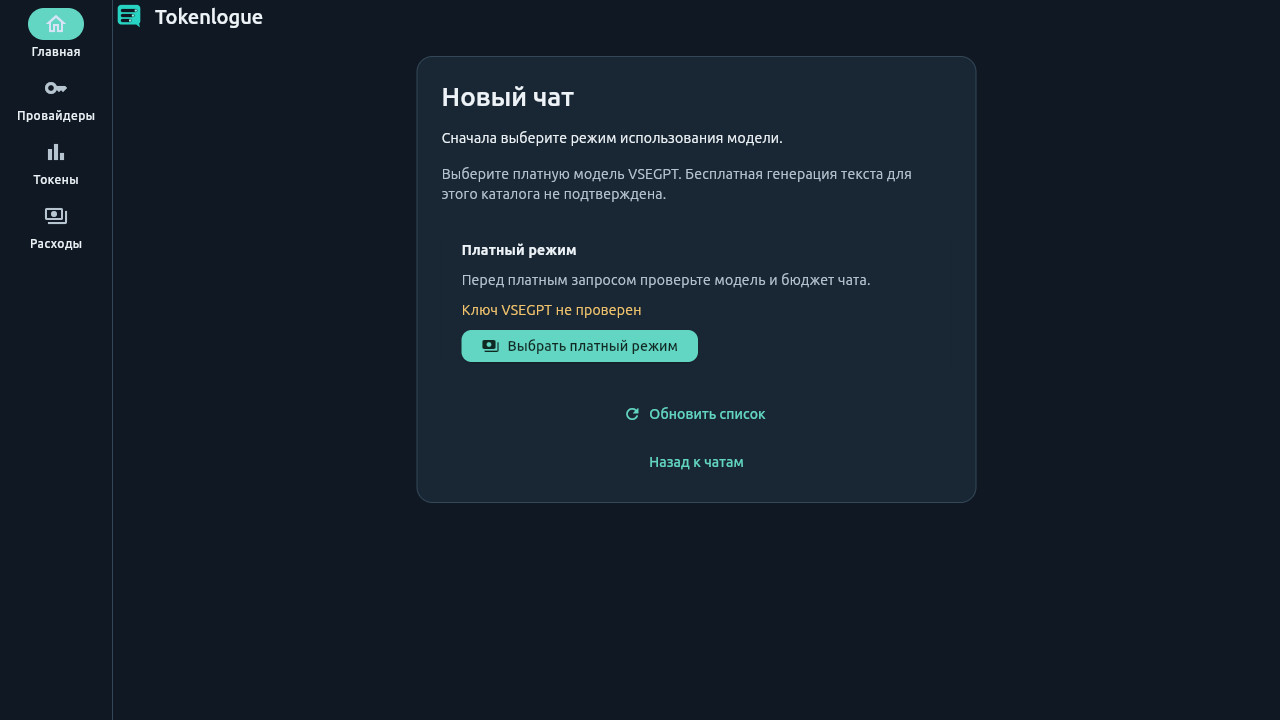 Tokenlogue
Главная
Провайдеры
Токены
Расходы
Новый чат
Сначала выберите режим использования модели.
Выберите платную модель VSEGPT. Бесплатная генерация текста для
этого каталога не подтверждена.
Платный режим
Перед платным запросом проверьте модель и бюджет чата.
Ключ VSEGPT не проверен
Выбрать платный режим
Обновить список
Назад к чатам